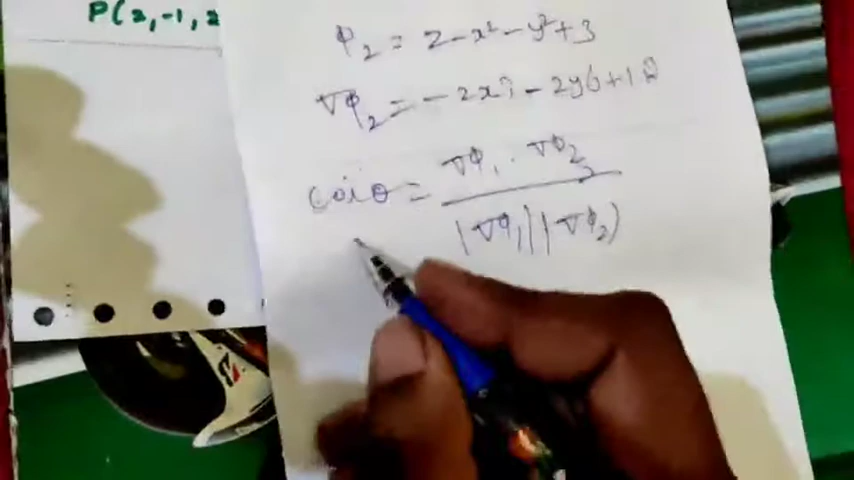 P(2,-1,2
φ₂ = z-x²-y²+3
∇φ₂ = -2xî - 2yĵ + 1k̂
cosθ = ∇φ₁ · ∇φ₂ / |∇φ₁||∇φ₂|